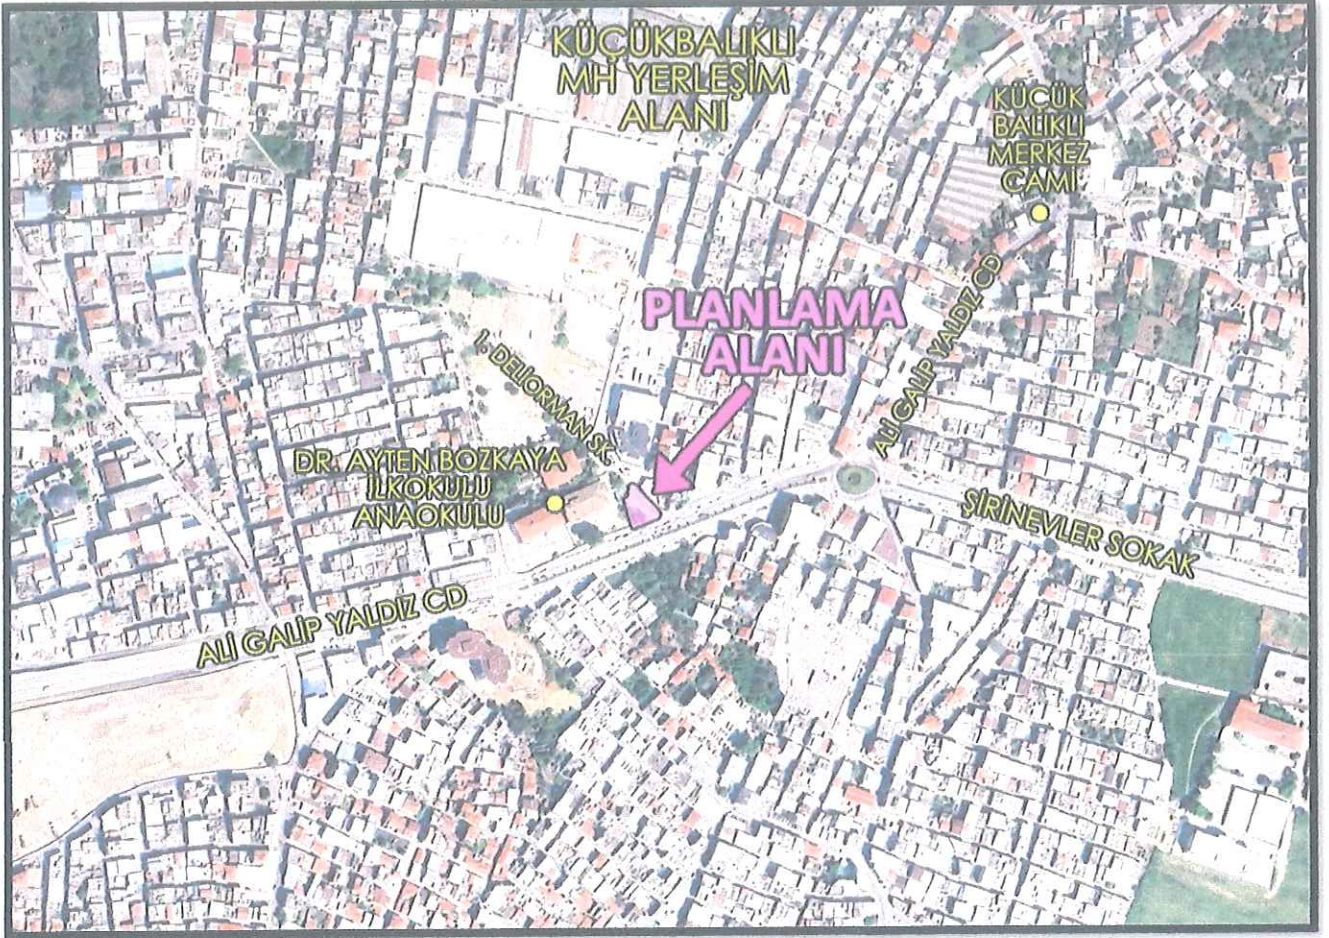 KÜÇÜKBALIKLI
MH YERLEŞİM
ALANI
KÜÇÜK
BALIKLI
MERKEZ
CAMİ
PLANLAMA
ALANI
ALİ GALİP YALDIZ CD
1. DELİORMAN SK.
DR. AYTEN BOZKAYA
İLKOKULU
ANAOKULU
ŞİRİNEVLER SOKAK
ALİ GALİP YALDIZ CD